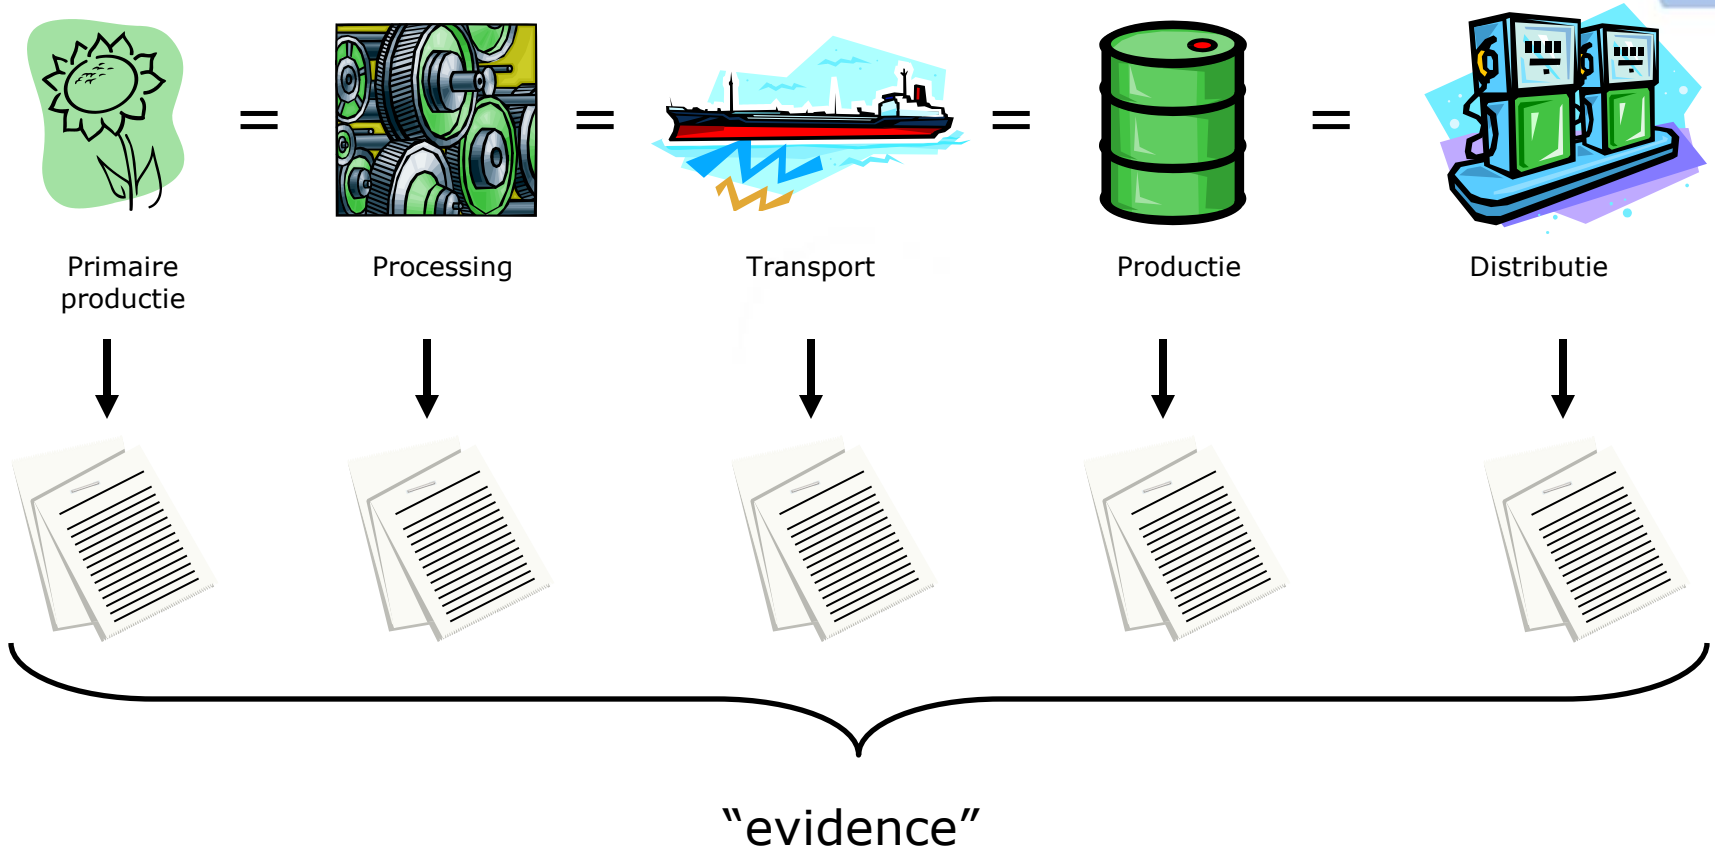 = = = =
Primaire
productie
Processing
Transport
Productie
Distributie
“evidence”